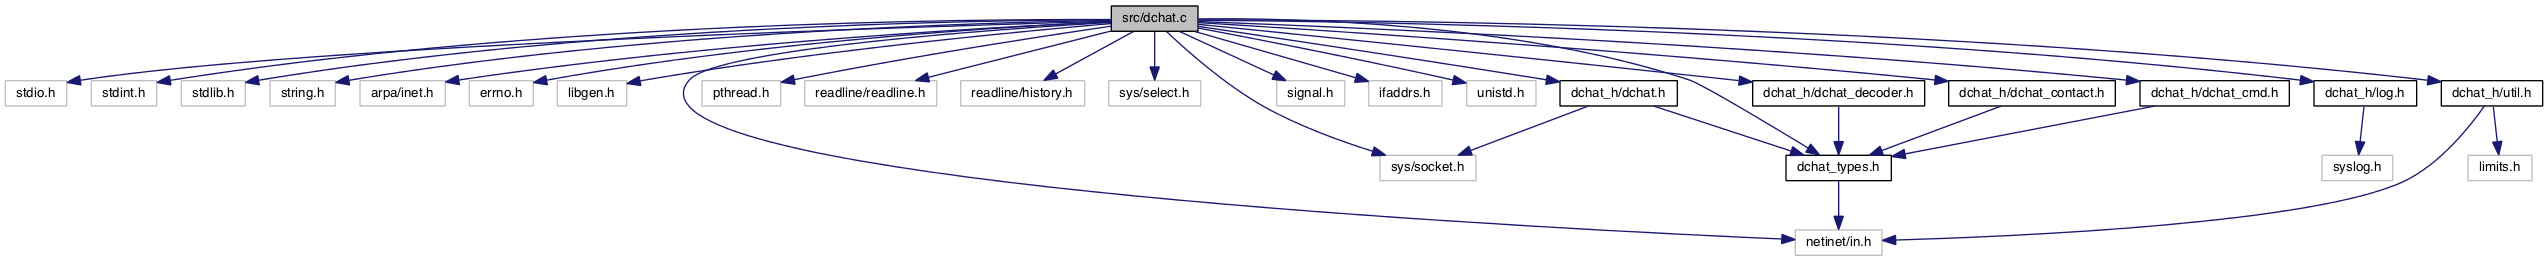 src/dchat.c
stdio.h
stdint.h
stdlib.h
string.h
arpa/inet.h
errno.h
libgen.h
pthread.h
readline/readline.h
readline/history.h
sys/select.h
signal.h
ifaddrs.h
unistd.h
dchat_h/dchat.h
dchat_h/dchat_decoder.h
dchat_h/dchat_contact.h
dchat_h/dchat_cmd.h
dchat_h/log.h
dchat_h/util.h
sys/socket.h
dchat_types.h
syslog.h
limits.h
netinet/in.h